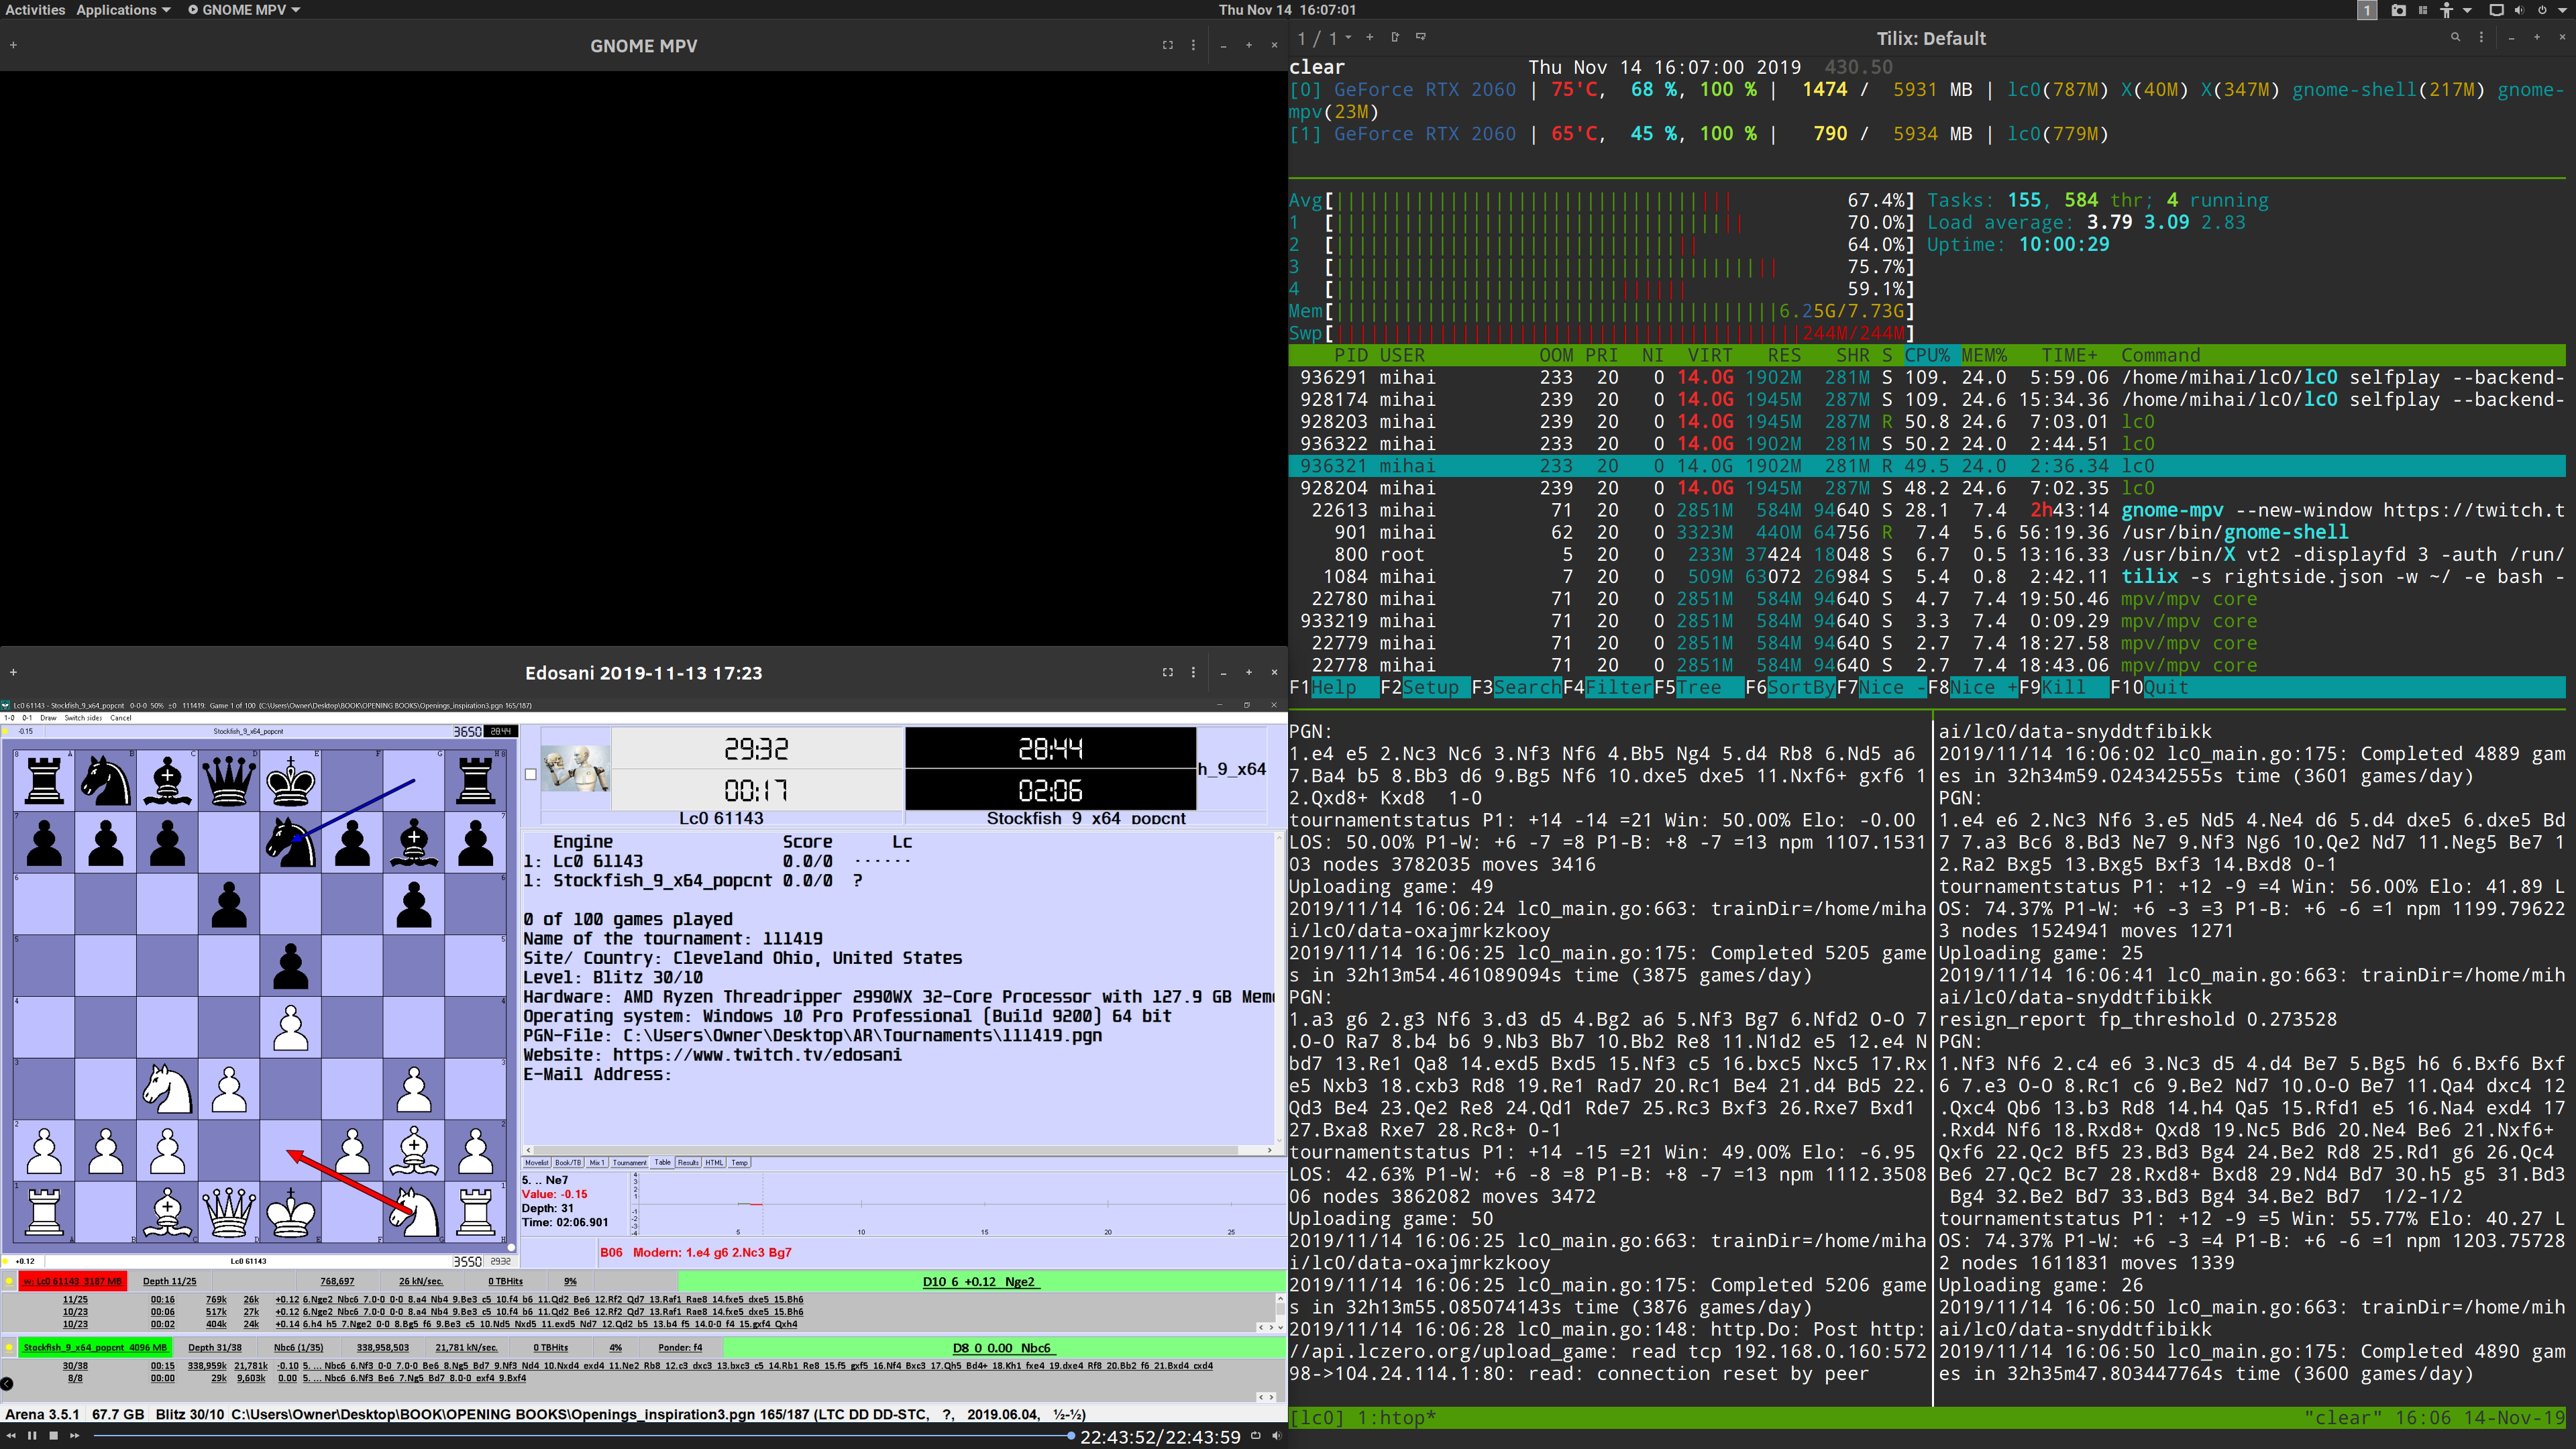 Activities Applications GNOME MPV Thu Nov 14 16:07:01 1
GNOME MPV
1 / 1 Tilix: Default
clear Thu Nov 14 16:07:00 2019 430.50
[0] GeForce RTX 2060 | 75'C, 68 %, 100 % | 1474 / 5931 MB | lc0(787M) X(40M) X(347M) gnome-shell(217M) gnome-
mpv(23M)
[1] GeForce RTX 2060 | 65'C, 45 %, 100 % | 790 / 5934 MB | lc0(779M)
Avg[ 67.4%] Tasks: 155, 584 thr; 4 running
1 [ 70.0%] Load average: 3.79 3.09 2.83
2 [ 64.0%] Uptime: 10:00:29
3 [ 75.7%]
4 [ 59.1%]
Mem[ 6.25G/7.73G]
Swp[ 244M/244M]
PID USER OOM PRI NI VIRT RES SHR S CPU% MEM% TIME+ Command
936291 mihai 233 20 0 14.0G 1902M 281M S 109. 24.0 5:59.06 /home/mihai/lc0/lc0 selfplay --backend-
928174 mihai 239 20 0 14.0G 1945M 287M S 109. 24.6 15:34.36 /home/mihai/lc0/lc0 selfplay --backend-
928203 mihai 239 20 0 14.0G 1945M 287M R 50.8 24.6 7:03.01 lc0
936322 mihai 233 20 0 14.0G 1902M 281M S 50.2 24.0 2:44.51 lc0
936321 mihai 233 20 0 14.0G 1902M 281M R 49.5 24.0 2:36.34 lc0
928204 mihai 239 20 0 14.0G 1945M 287M S 48.2 24.6 7:02.35 lc0
22613 mihai 71 20 0 2851M 584M 94640 S 28.1 7.4 2h43:14 gnome-mpv --new-window https://twitch.t
901 mihai 62 20 0 3323M 440M 64756 R 7.4 5.6 56:19.36 /usr/bin/gnome-shell
800 root 5 20 0 233M 37424 18048 S 6.7 0.5 13:16.33 /usr/bin/X vt2 -displayfd 3 -auth /run/
1084 mihai 7 20 0 509M 63072 26984 S 5.4 0.8 2:42.11 tilix -s rightside.json -w ~/ -e bash -
22780 mihai 71 20 0 2851M 584M 94640 S 4.7 7.4 19:50.46 mpv/mpv core
933219 mihai 71 20 0 2851M 584M 94640 S 3.3 7.4 0:09.29 mpv/mpv core
22779 mihai 71 20 0 2851M 584M 94640 S 2.7 7.4 18:27.58 mpv/mpv core
22778 mihai 71 20 0 2851M 584M 94640 S 2.7 7.4 18:43.06 mpv/mpv core
F1Help F2Setup F3SearchF4FilterF5Tree F6SortByF7Nice -F8Nice +F9Kill F10Quit
PGN:
1.e4 e5 2.Nc3 Nc6 3.Nf3 Nf6 4.Bb5 Ng4 5.d4 Rb8 6.Nd5 a6
7.Ba4 b5 8.Bb3 d6 9.Bg5 Nf6 10.dxe5 dxe5 11.Nxf6+ gxf6 1
2.Qxd8+ Kxd8 1-0
tournamentstatus P1: +14 -14 =21 Win: 50.00% Elo: -0.00
LOS: 50.00% P1-W: +6 -7 =8 P1-B: +8 -7 =13 npm 1107.1531
03 nodes 3782035 moves 3416
Uploading game: 49
2019/11/14 16:06:24 lc0_main.go:663: trainDir=/home/miha
i/lc0/data-oxajmrkzkooy
2019/11/14 16:06:25 lc0_main.go:175: Completed 5205 game
s in 32h13m54.461089094s time (3875 games/day)
PGN:
1.a3 g6 2.g3 Nf6 3.d3 d5 4.Bg2 a6 5.Nf3 Bg7 6.Nfd2 O-O 7
.O-O Ra7 8.b4 b6 9.Nb3 Bb7 10.Bb2 Re8 11.N1d2 e5 12.e4 N
bd7 13.Re1 Qa8 14.exd5 Bxd5 15.Nf3 c5 16.bxc5 Nxc5 17.Rx
e5 Nxb3 18.cxb3 Rd8 19.Re1 Rad7 20.Rc1 Be4 21.d4 Bd5 22.
Qd3 Be4 23.Qe2 Re8 24.Qd1 Rde7 25.Rc3 Bxf3 26.Rxe7 Bxd1
27.Bxa8 Rxe7 28.Rc8+ 0-1
tournamentstatus P1: +14 -15 =21 Win: 49.00% Elo: -6.95
LOS: 42.63% P1-W: +6 -8 =8 P1-B: +8 -7 =13 npm 1112.3508
06 nodes 3862082 moves 3472
Uploading game: 50
2019/11/14 16:06:25 lc0_main.go:663: trainDir=/home/miha
i/lc0/data-oxajmrkzkooy
2019/11/14 16:06:25 lc0_main.go:175: Completed 5206 game
s in 32h13m55.085074143s time (3876 games/day)
2019/11/14 16:06:28 lc0_main.go:148: http.Do: Post http:
//api.lczero.org/upload_game: read tcp 192.168.0.160:572
98->104.24.114.1:80: read: connection reset by peer
ai/lc0/data-snyddtfibikk
2019/11/14 16:06:02 lc0_main.go:175: Completed 4889 gam
es in 32h34m59.024342555s time (3601 games/day)
PGN:
1.e4 e6 2.Nc3 Nf6 3.e5 Nd5 4.Ne4 d6 5.d4 dxe5 6.dxe5 Bd
7 7.a3 Bc6 8.Bd3 Ne7 9.Nf3 Ng6 10.Qe2 Nd7 11.Neg5 Be7 1
2.Ra2 Bxg5 13.Bxg5 Bxf3 14.Bxd8 0-1
tournamentstatus P1: +12 -9 =4 Win: 56.00% Elo: 41.89 L
OS: 74.37% P1-W: +6 -3 =3 P1-B: +6 -6 =1 npm 1199.79622
3 nodes 1524941 moves 1271
Uploading game: 25
2019/11/14 16:06:41 lc0_main.go:663: trainDir=/home/mih
ai/lc0/data-snyddtfibikk
resign_report fp_threshold 0.273528
PGN:
1.Nf3 Nf6 2.c4 e6 3.Nc3 d5 4.d4 Be7 5.Bg5 h6 6.Bxf6 Bxf
6 7.e3 O-O 8.Rc1 c6 9.Be2 Nd7 10.O-O Be7 11.Qa4 dxc4 12
.Qxc4 Qb6 13.b3 Rd8 14.h4 Qa5 15.Rfd1 e5 16.Na4 exd4 17
.Rxd4 Nf6 18.Rxd8+ Qxd8 19.Nc5 Bd6 20.Ne4 Be6 21.Nxf6+
Qxf6 22.Qc2 Bf5 23.Bd3 Bg4 24.Be2 Rd8 25.Rd1 g6 26.Qc4
Be6 27.Qc2 Bc7 28.Rxd8+ Bxd8 29.Nd4 Bd7 30.h5 g5 31.Bd3
Bg4 32.Be2 Bd7 33.Bd3 Bg4 34.Be2 Bd7 1/2-1/2
tournamentstatus P1: +12 -9 =5 Win: 55.77% Elo: 40.27 L
OS: 74.37% P1-W: +6 -3 =4 P1-B: +6 -6 =1 npm 1203.75728
2 nodes 1611831 moves 1339
Uploading game: 26
2019/11/14 16:06:50 lc0_main.go:663: trainDir=/home/mih
ai/lc0/data-snyddtfibikk
2019/11/14 16:06:50 lc0_main.go:175: Completed 4890 gam
es in 32h35m47.803447764s time (3600 games/day)
[lc0] 1:htop* "clear" 16:06 14-Nov-19
Edosani 2019-11-13 17:23
Lc0 61143 - Stockfish_9_x64_popcnt 0-0-0 50% ±0 111419: Game 1 of 100 (C:\Users\Owner\Desktop\BOOK\OPENING BOOKS\Openings_inspiration3.pgn 165/187)
1-0 0-1 Draw Switch sides Cancel
-0.15 Stockfish_9_x64_popcnt 3650 28:44
29:32 28:44 h_9_x64
00:17 02:06
Lc0 61143 Stockfish_9_x64_popcnt
Engine Score Lc
1: Lc0 61143 0.0/0 ······
1: Stockfish_9_x64_popcnt 0.0/0 ?
0 of 100 games played
Name of the tournament: 111419
Site/ Country: Cleveland Ohio, United States
Level: Blitz 30/10
Hardware: AMD Ryzen Threadripper 2990WX 32-Core Processor with 127.9 GB Mem
Operating system: Windows 10 Pro Professional (Build 9200) 64 bit
PGN-File: C:\Users\Owner\Desktop\AR\Tournaments\111419.pgn
Website: https://www.twitch.tv/edosani
E-Mail Address:
Movelist Book/TB Mix 1 Tournament Table Results HTML Temp
5. .. Ne7
Value: -0.15
Depth: 31
Time: 02:06.901
5 10 15 20 25
B06 Modern: 1.e4 g6 2.Nc3 Bg7
+0.12 Lc0 61143 3550 29:32
w: Lc0 61143 3187 MB Depth 11/25 768,697 26 kN/sec. 0 TBHits 9% D10 6 +0.12 Nge2
11/25 00:16 769k 26k +0.12 6.Nge2 Nbc6 7.0-0 0-0 8.a4 Nb4 9.Be3 c5 10.f4 b6 11.Qd2 Be6 12.Rf2 Qd7 13.Raf1 Rae8 14.fxe5 dxe5 15.Bh6
10/23 00:06 517k 27k +0.12 6.Nge2 Nbc6 7.0-0 0-0 8.a4 Nb4 9.Be3 c5 10.f4 b6 11.Qd2 Be6 12.Rf2 Qd7 13.Raf1 Rae8 14.fxe5 dxe5 15.Bh6
10/23 00:02 404k 24k +0.14 6.h4 h5 7.Nge2 0-0 8.Bg5 f6 9.Be3 c5 10.Nd5 Nxd5 11.exd5 Nd7 12.Qd2 b5 13.b4 f5 14.0-0 f4 15.gxf4 Qxh4
Stockfish_9_x64_popcnt 4096 MB Depth 31/38 Nbc6 (1/35) 338,958,503 21,781 kN/sec. 0 TBHits 4% Ponder: f4 D8 0 0.00 Nbc6
30/38 00:15 338,959k 21,781k -0.10 5. ... Nbc6 6.Nf3 0-0 7.0-0 Be6 8.Ng5 Bd7 9.Nf3 Nd4 10.Nxd4 exd4 11.Ne2 Rb8 12.c3 dxc3 13.bxc3 c5 14.Rb1 Re8 15.f5 gxf5 16.Nf4 Bxc3 17.Qh5 Bd4+ 18.Kh1 fxe4 19.dxe4 Rf8 20.Bb2 f6 21.Bxd4 cxd4
8/8 00:00 29k 9,603k 0.00 5. ... Nbc6 6.Nf3 Be6 7.Ng5 Bd7 8.0-0 exf4 9.Bxf4
Arena 3.5.1 67.7 GB Blitz 30/10 C:\Users\Owner\Desktop\BOOK\OPENING BOOKS\Openings_inspiration3.pgn 165/187 (LTC DD DD-STC, ?, 2019.06.04, ½-½)
22:43:52/22:43:59